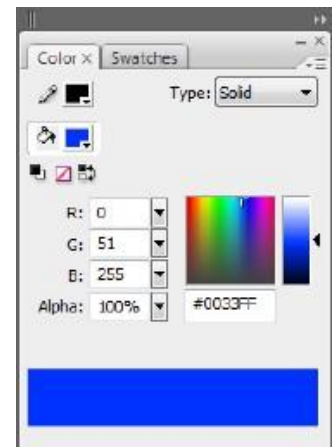 Color × Swatches
Type: Solid
R: 0
G: 51
B: 255
Alpha: 100% #0033FF